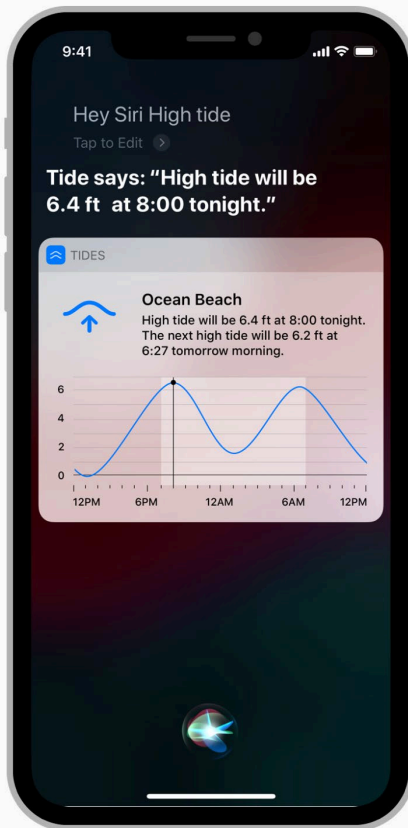 9:41
Hey Siri High tide
Tap to Edit
Tide says: “High tide will be
6.4 ft  at 8:00 tonight.”
TIDES
Ocean Beach
High tide will be 6.4 ft at 8:00 tonight.
The next high tide will be 6.2 ft at
6:27 tomorrow morning.
6
4
2
0
12PM 6PM 12AM 6AM 12PM